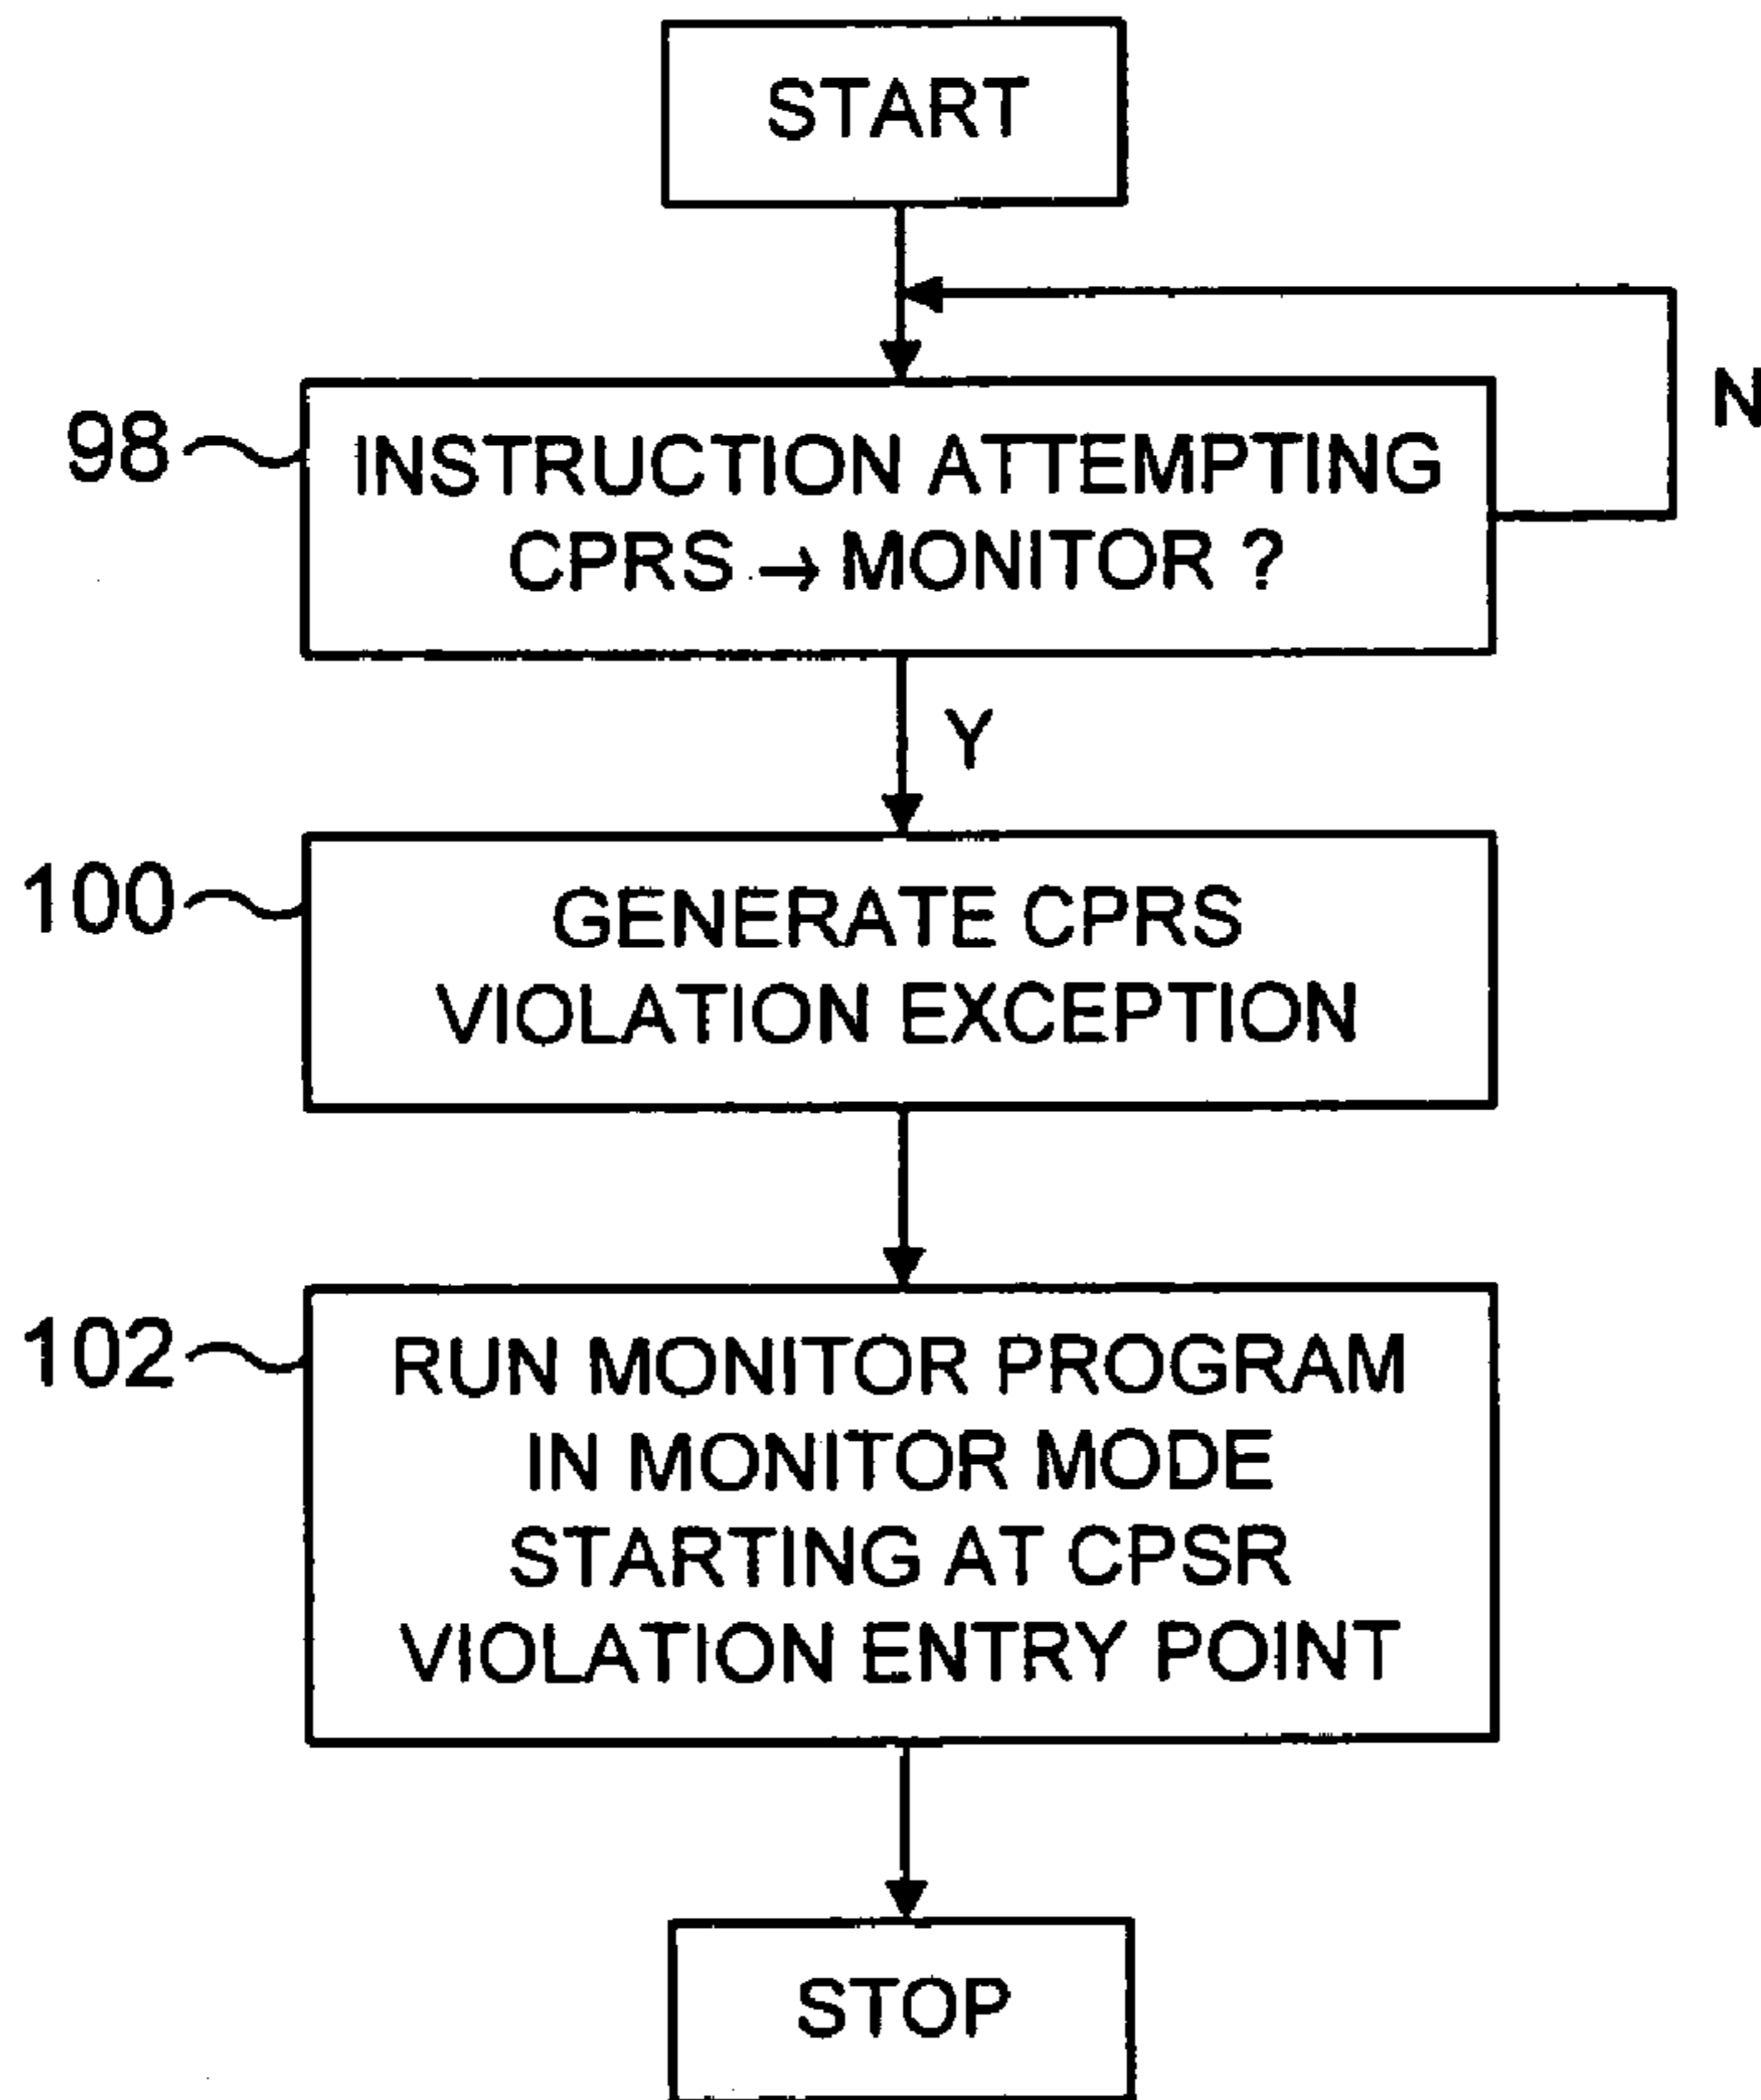 START
N
98
INSTRUCTION ATTEMPTING
CPRS → MONITOR ?
Y
100
GENERATE CPRS
VIOLATION EXCEPTION
102
RUN MONITOR PROGRAM
IN MONITOR MODE
STARTING AT CPSR
VIOLATION ENTRY POINT
STOP